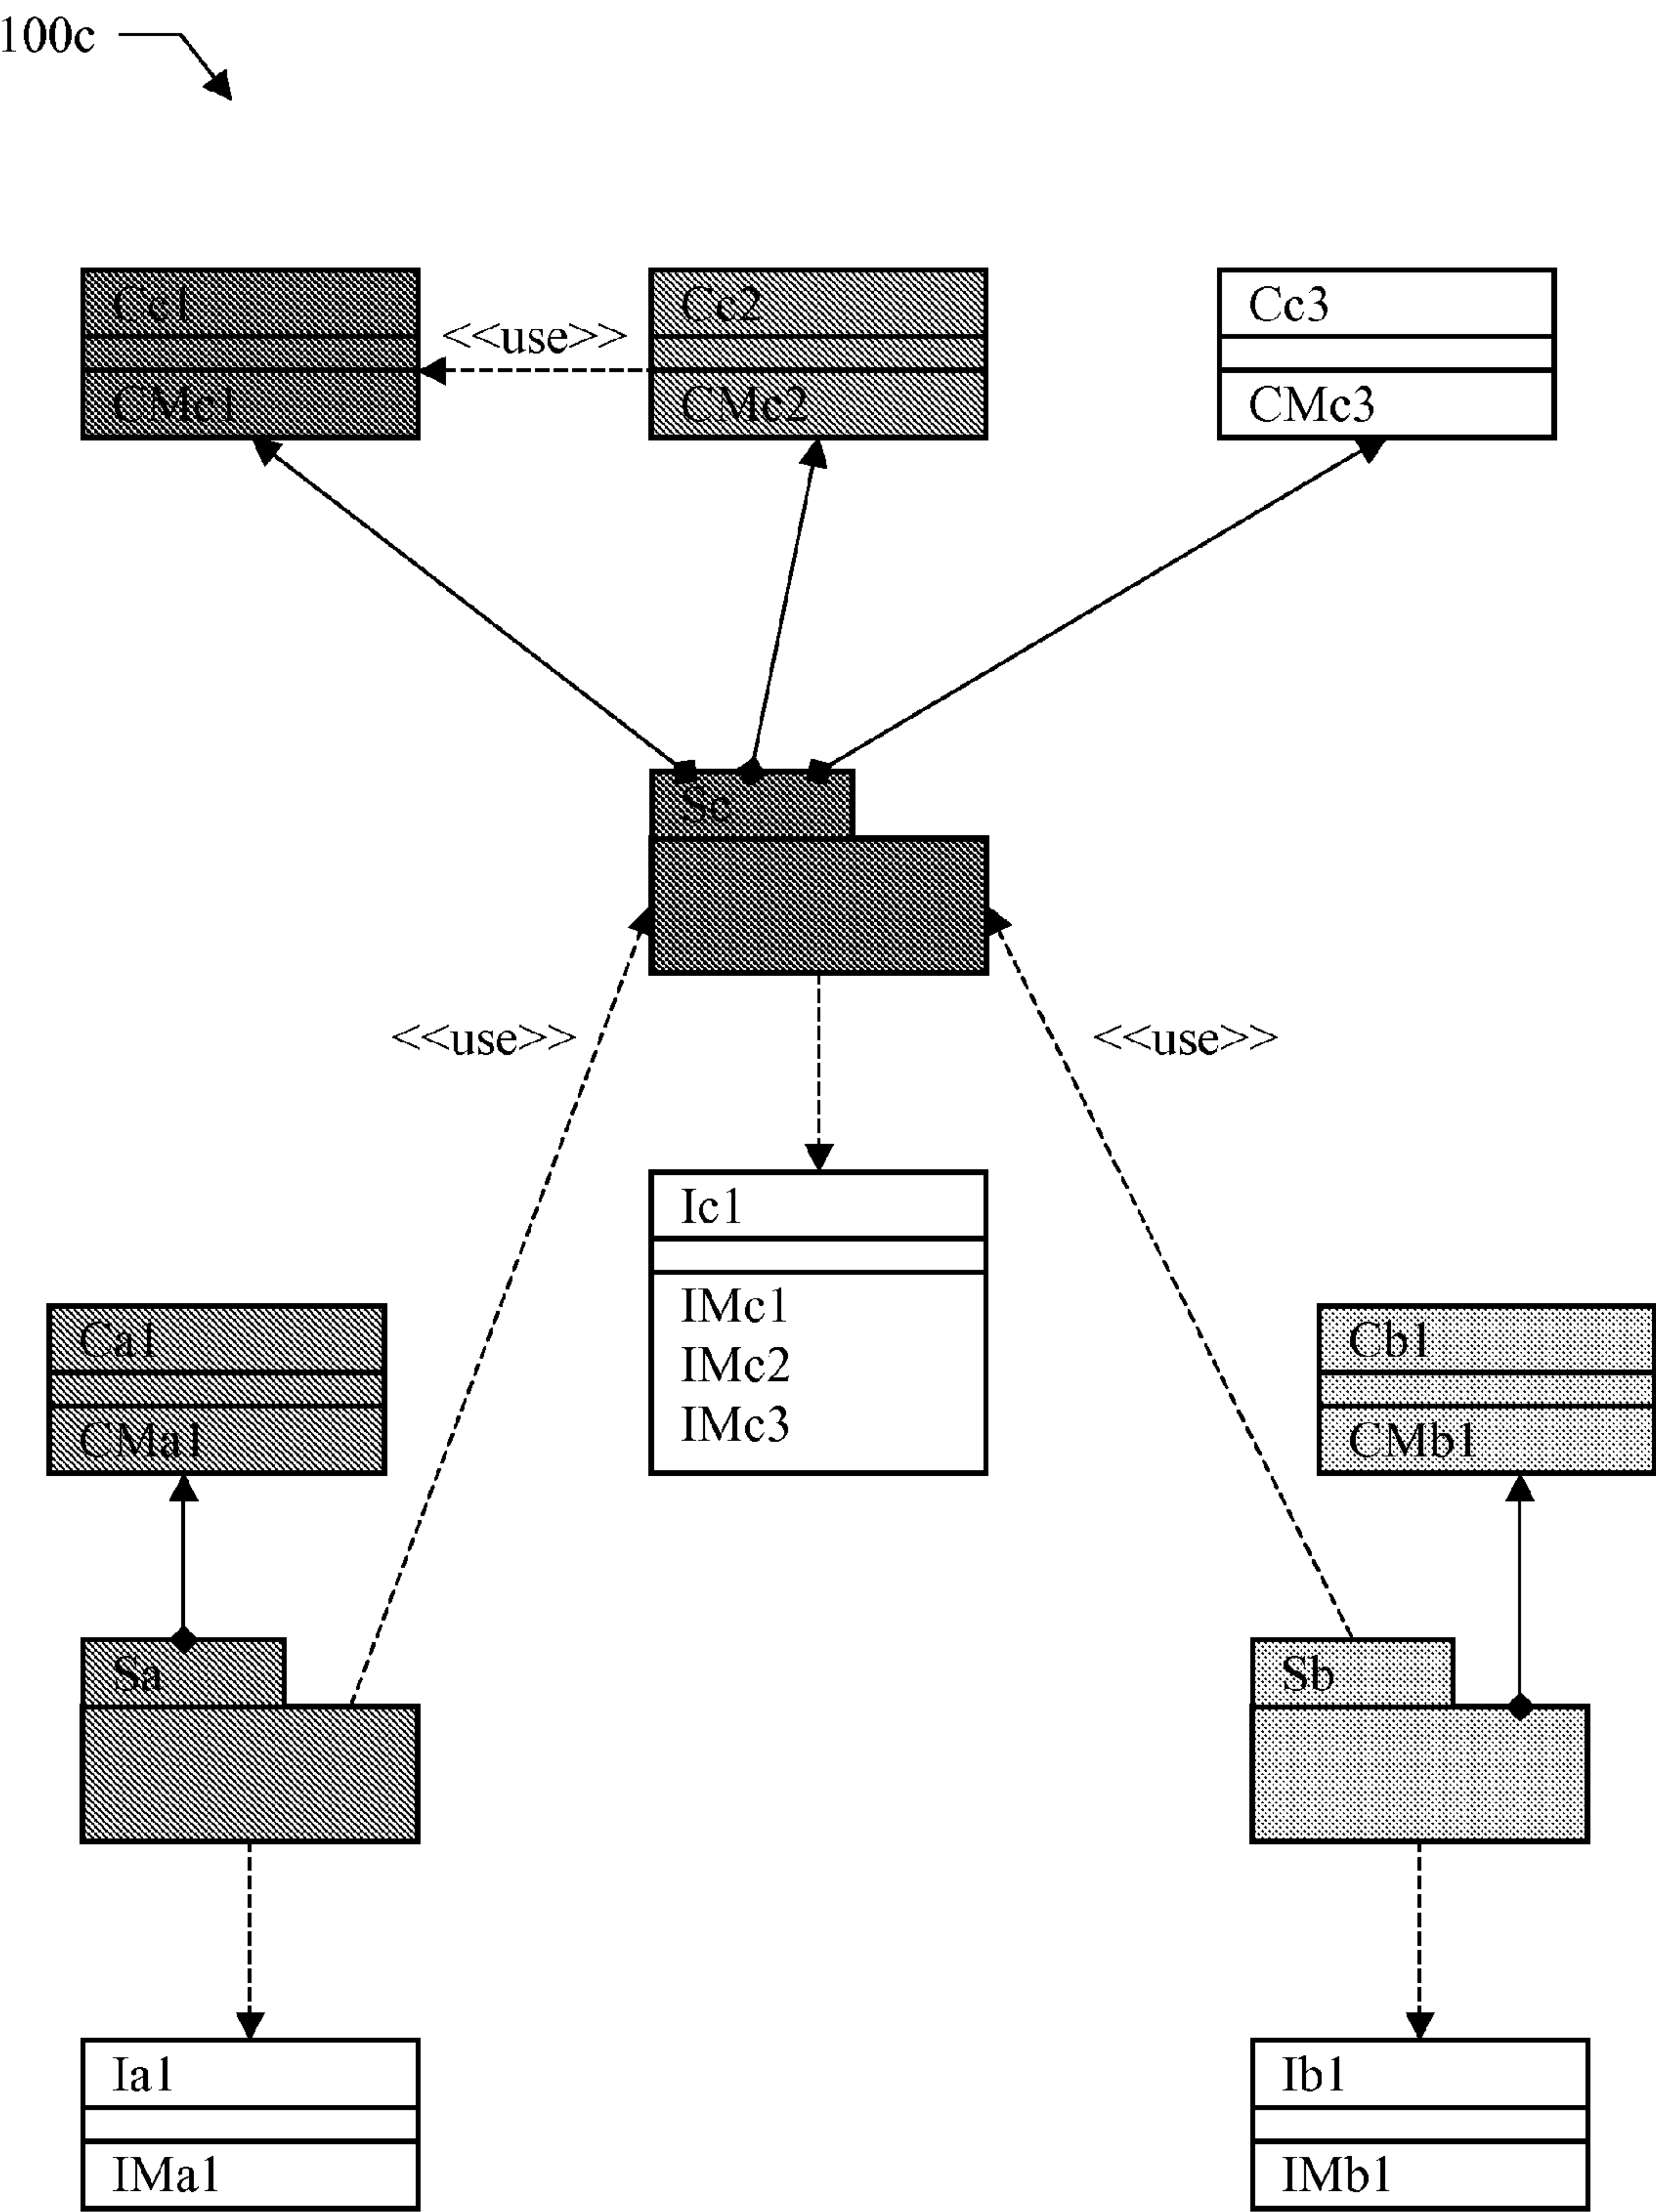 100c
Cc1
<<use>>
Cc2
Cc3
CMc1
CMc2
CMc3
Sc
<<use>>
<<use>>
Ic1
IMc1
IMc2
IMc3
Ca1
CMa1
Cb1
CMb1
Sa
Sb
Ia1
IMa1
Ib1
IMb1